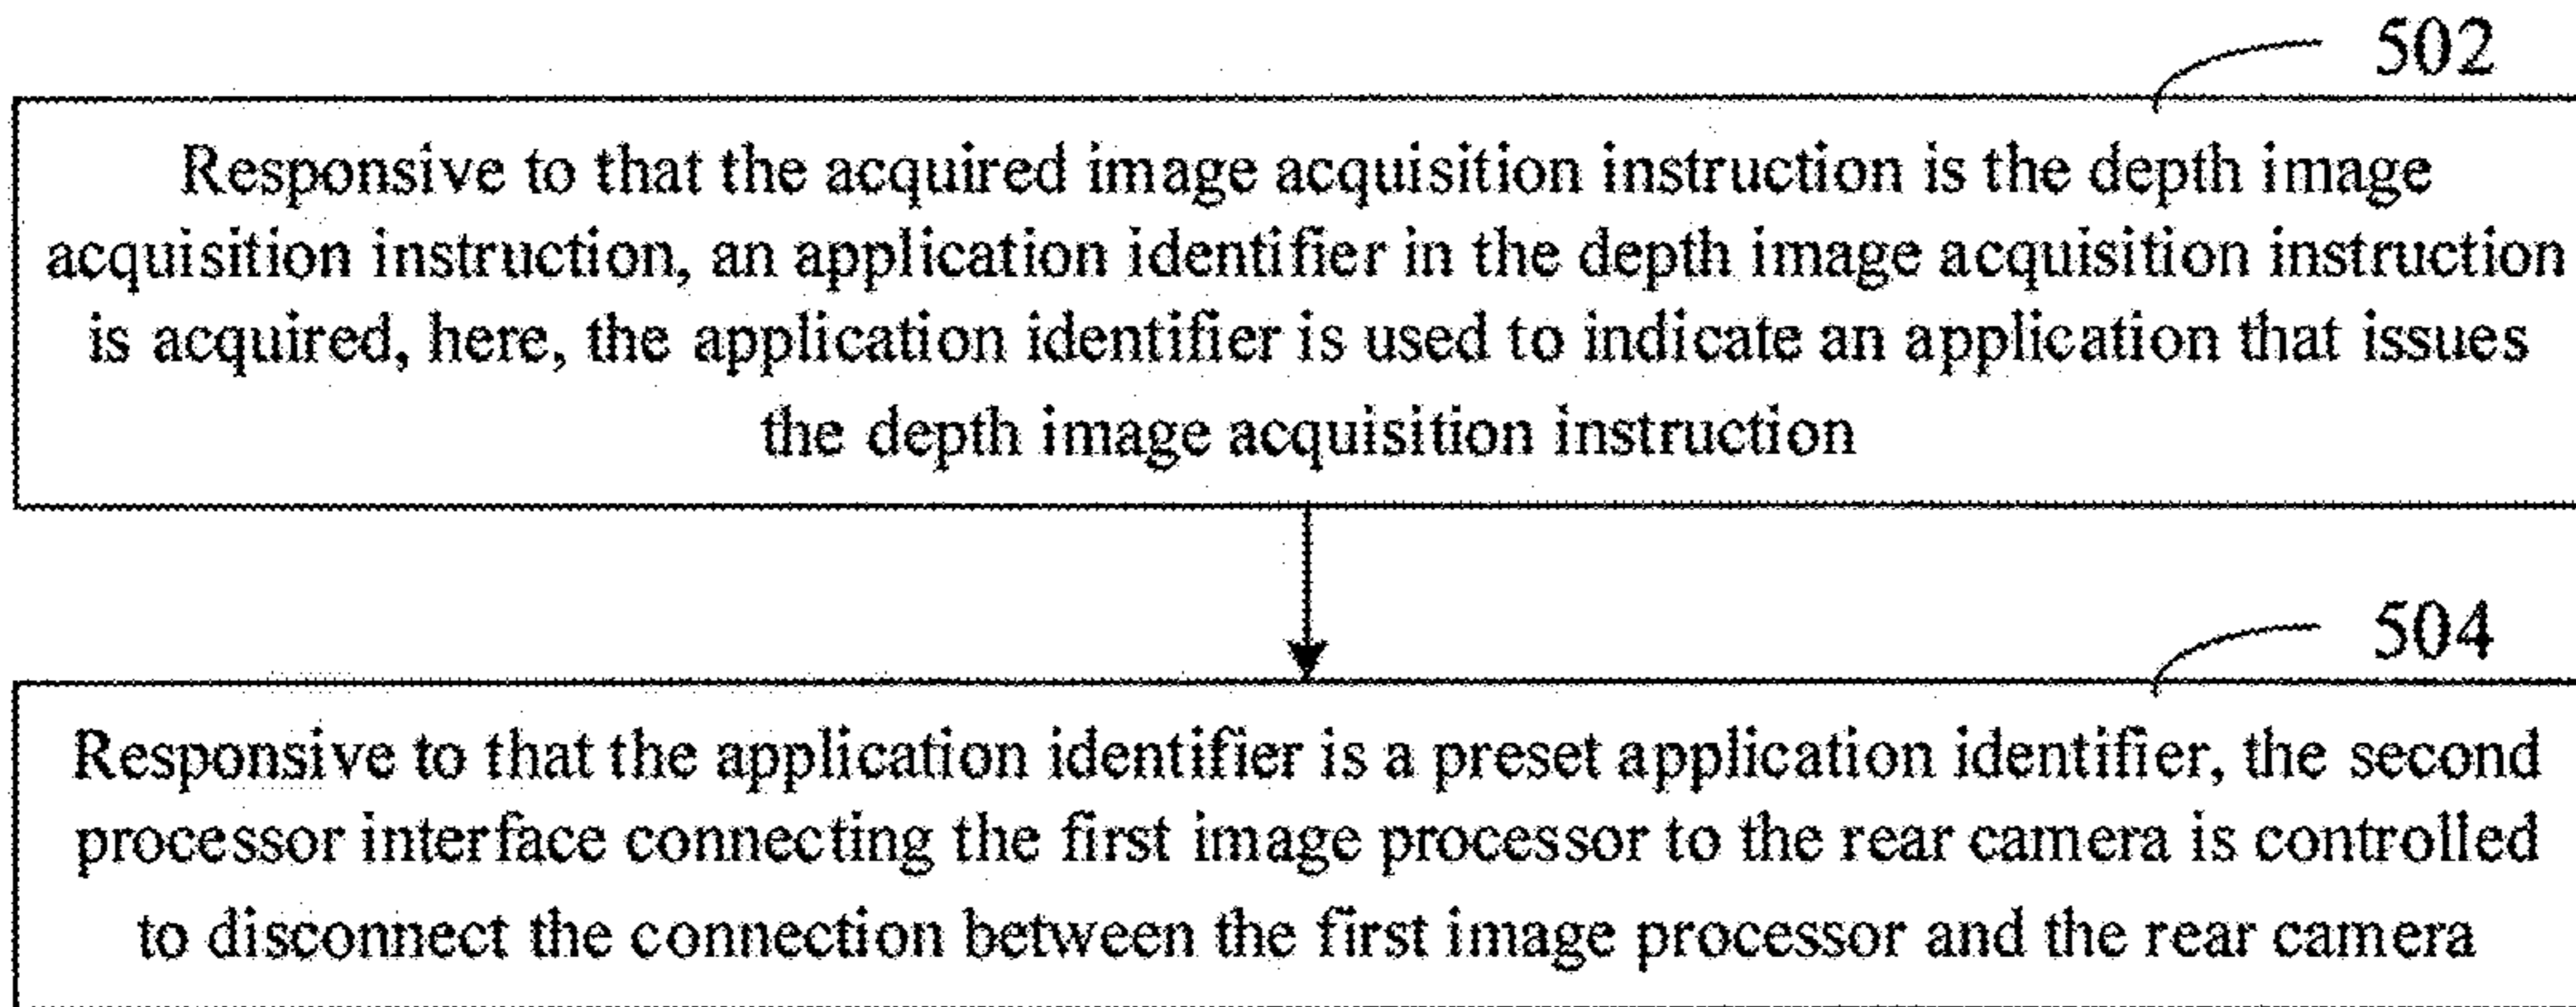 502
Responsive to that the acquired image acquisition instruction is the depth image
acquisition instruction, an application identifier in the depth image acquisition instruction
is acquired, here, the application identifier is used to indicate an application that issues
the depth image acquisition instruction
504
Responsive to that the application identifier is a preset application identifier, the second
processor interface connecting the first image processor to the rear camera is controlled
to disconnect the connection between the first image processor and the rear camera